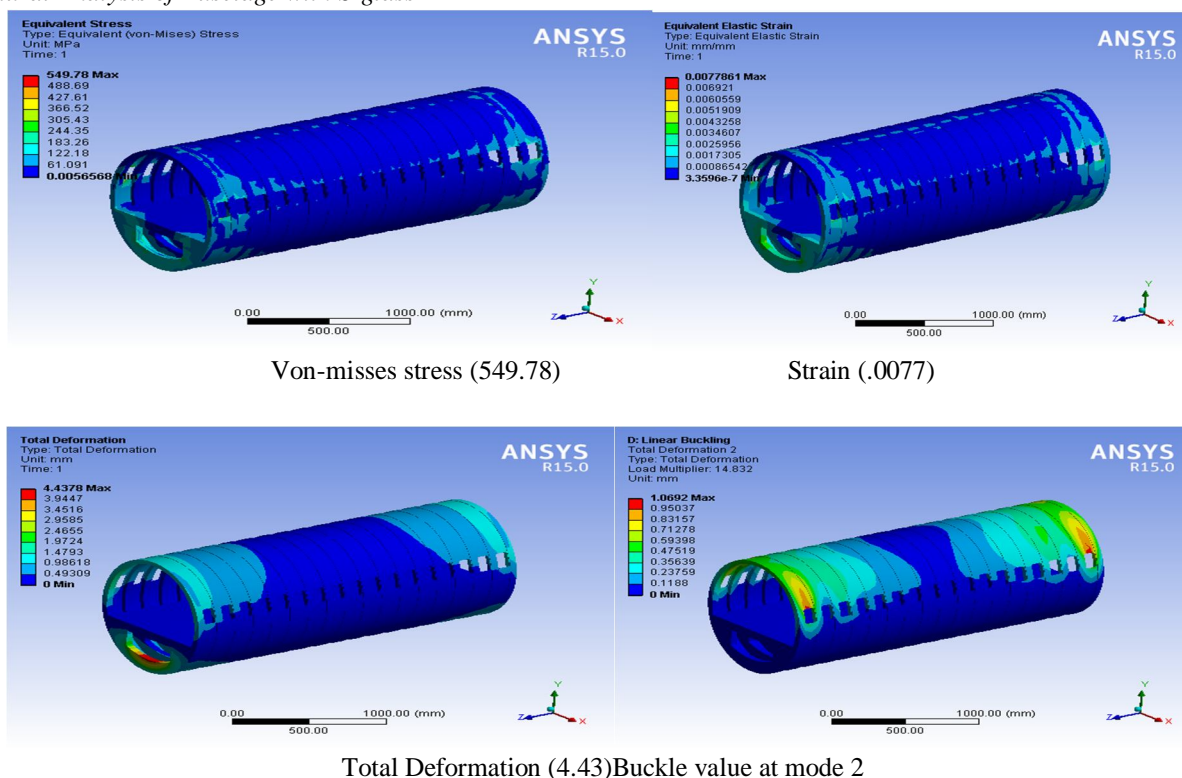 Analysis of Fuselage with S-glass
Equivalent Stress
Type: Equivalent (von-Mises) Stress
Unit: MPa
Time: 1
ANSYS
R15.0
549.78 Max
488.69
427.61
366.52
305.43
244.35
183.26
122.18
61.091
0.0056568 Min
0.00
1000.00 (mm)
500.00
Y
Z
X
Equivalent Elastic Strain
Type: Equivalent Elastic Strain
Unit: mm/mm
Time: 1
ANSYS
R15.0
0.0077861 Max
0.006921
0.0060559
0.0051909
0.0043258
0.0034607
0.0025956
0.0017305
0.00086542
3.3596e-7 Min
0.00
1000.00 (mm)
500.00
Y
Z
X
Von-misses stress (549.78)
Strain (.0077)
Total Deformation
Type: Total Deformation
Unit: mm
Time: 1
ANSYS
R15.0
4.4378 Max
3.9447
3.4516
2.9585
2.4655
1.9724
1.4793
0.98618
0.49309
0 Min
0.00
1000.00 (mm)
500.00
Y
Z
X
D: Linear Buckling
Total Deformation 2
Type: Total Deformation
Load Multiplier: 14.832
Unit: mm
ANSYS
R15.0
1.0692 Max
0.95037
0.83157
0.71278
0.59398
0.47519
0.35639
0.23759
0.1188
0 Min
0.00
1000.00 (mm)
500.00
Y
Z
X
Total Deformation (4.43)Buckle value at mode 2